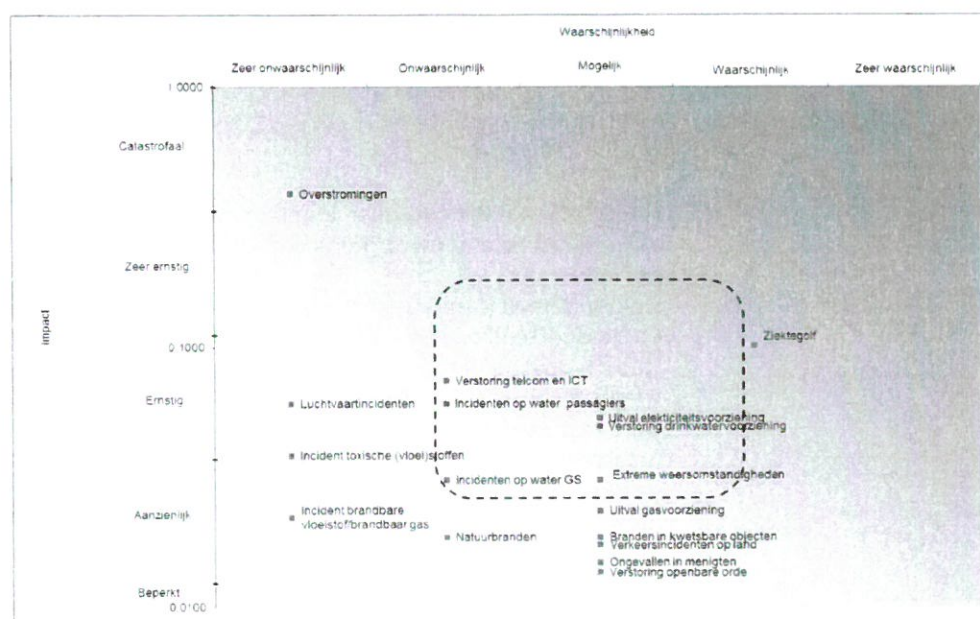 Waarschijnlijkheid
Zeer onwaarschijnlijk Onwaarschijnlijk Mogelijk Waarschijnlijk Zeer waarschijnlijk
1.0000
Catastrofaal
Overstromingen
Zeer ernstig
impact
Ziektegolf
0.1000
Verstoring telcom en ICT
Ernstig
Luchtvaartincidenten
Incidenten op water passagiers
Uitval elekticiteitsvoorziening
Verstoring drinkwatervoorziening
Incident toxische (vloei)stoffen
Incidenten op water GS
Extreme weersomstandigheden
Aanzienlijk
Incident brandbare
vloeistof/brandbaar gas
Uitval gasvoorziening
Natuurbranden
Branden in kwetsbare objecten
Verkeersincidenten op land
Ongevallen in menigten
Verstoring openbare orde
Beperkt
0.0100